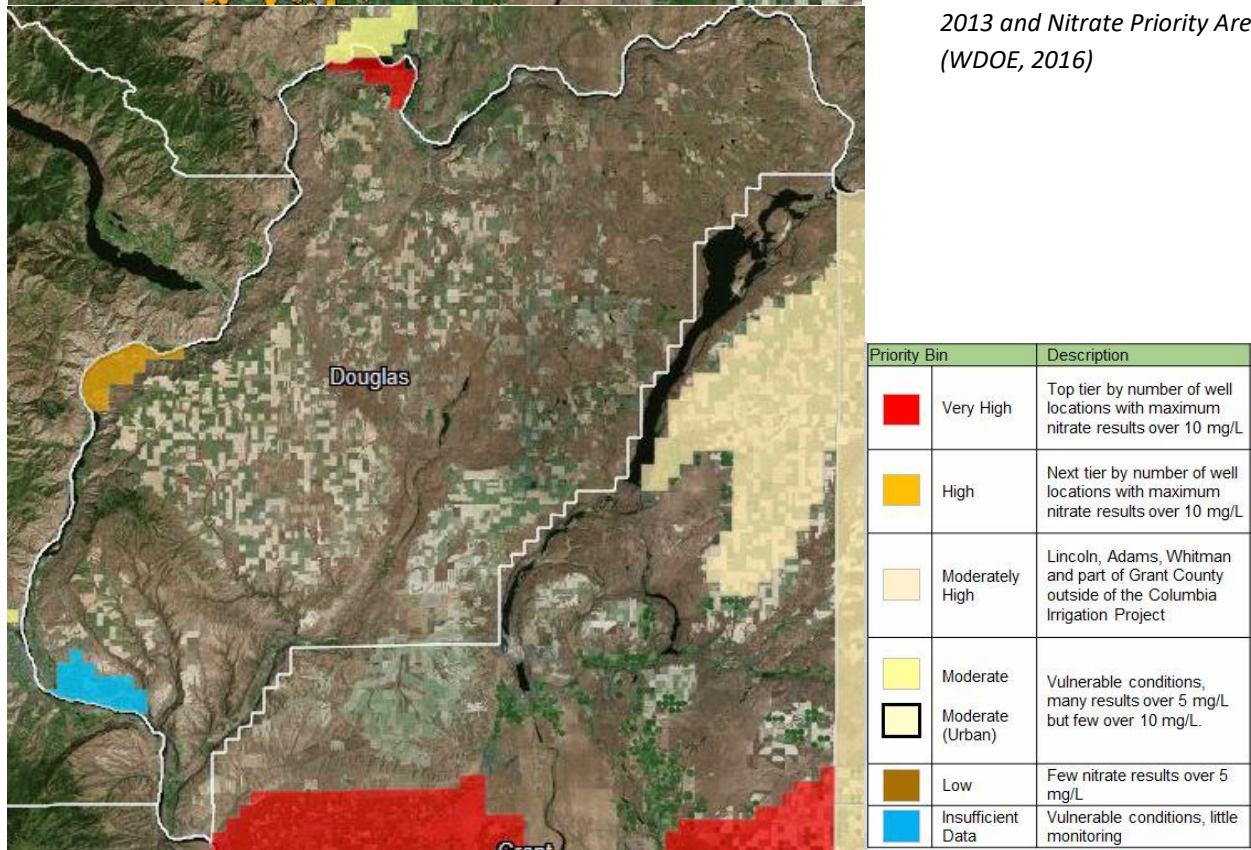 2013 and Nitrate Priority Are
(WDOE, 2016)
Douglas
Grant
Priority Bin
Description
Very High
Top tier by number of well
locations with maximum
nitrate results over 10 mg/L
High
Next tier by number of well
locations with maximum
nitrate results over 10 mg/L
Moderately
High
Lincoln, Adams, Whitman
and part of Grant County
outside of the Columbia
Irrigation Project
Moderate
Moderate
(Urban)
Vulnerable conditions,
many results over 5 mg/L
but few over 10 mg/L.
Low
Few nitrate results over 5
mg/L
Insufficient
Data
Vulnerable conditions, little
monitoring